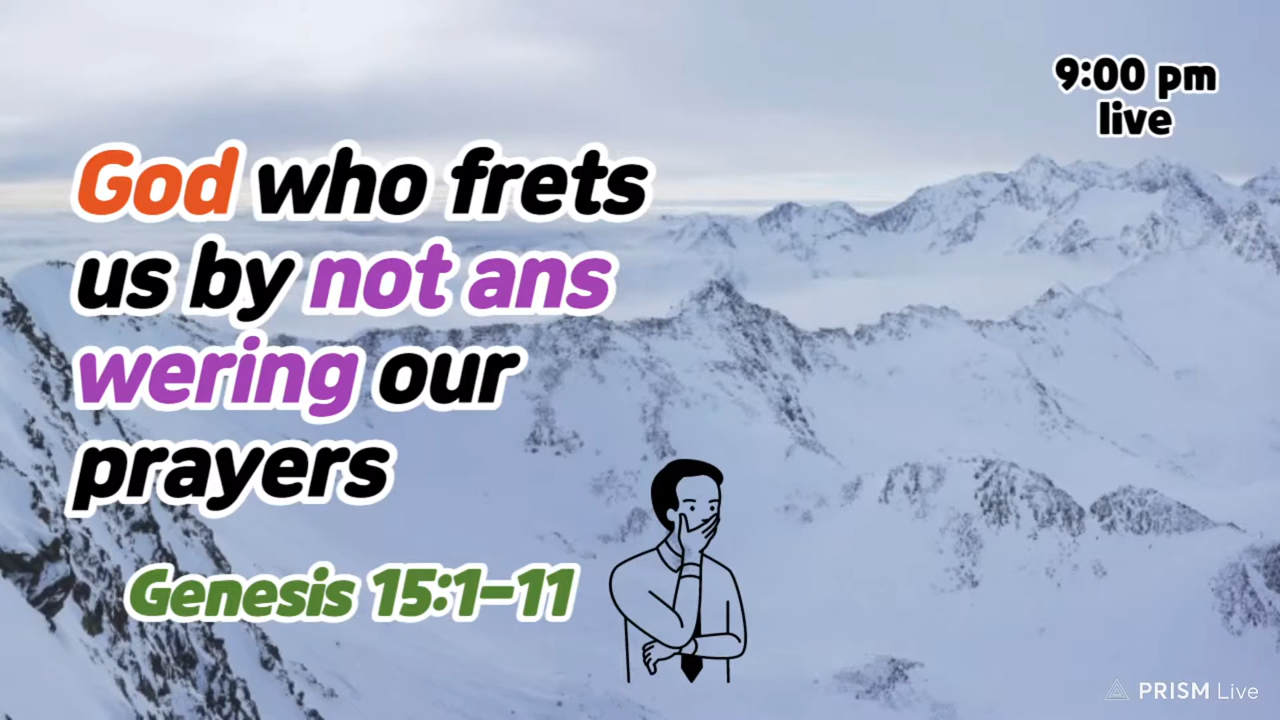 9:00 pm
live
God who frets
us by not ans
wering our
prayers
Genesis 15:1-11
PRISM Live